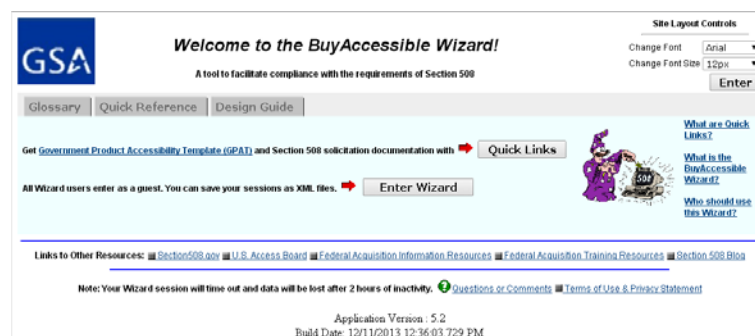 Site Layout Controls
GSA
Welcome to the BuyAccessible Wizard!
A tool to facilitate compliance with the requirements of Section 508
Change Font Arial
Change Font Size 12px
Enter
Glossary Quick Reference Design Guide
Get Government Product Accessibility Template (GPAT) and Section 508 solicitation documentation with Quick Links
All Wizard users enter as a guest. You can save your sessions as XML files. Enter Wizard
508
What are Quick
Links?
What is the
BuyAccessible
Wizard?
Who should use
this Wizard?
Links to Other Resources: Section508.gov U.S. Access Board Federal Acquisition Information Resources Federal Acquisition Training Resources Section 508 Blog
Note: Your Wizard session will time out and data will be lost after 2 hours of inactivity. ? Questions or Comments Terms of Use & Privacy Statement
Application Version : 5.2
Build Date: 12/11/2013 12:36:03.729 PM